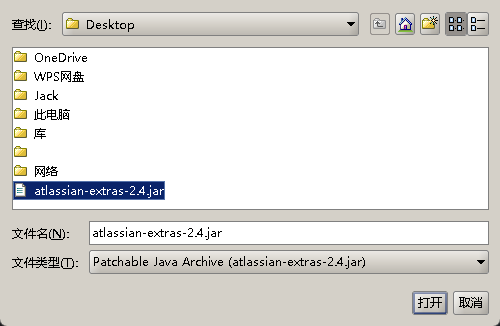 查找(I): Desktop
OneDrive
WPS网盘
Jack
此电脑
库
网络
atlassian-extras-2.4.jar
文件名(N): atlassian-extras-2.4.jar
文件类型(T): Patchable Java Archive (atlassian-extras-2.4.jar)
打开 取消